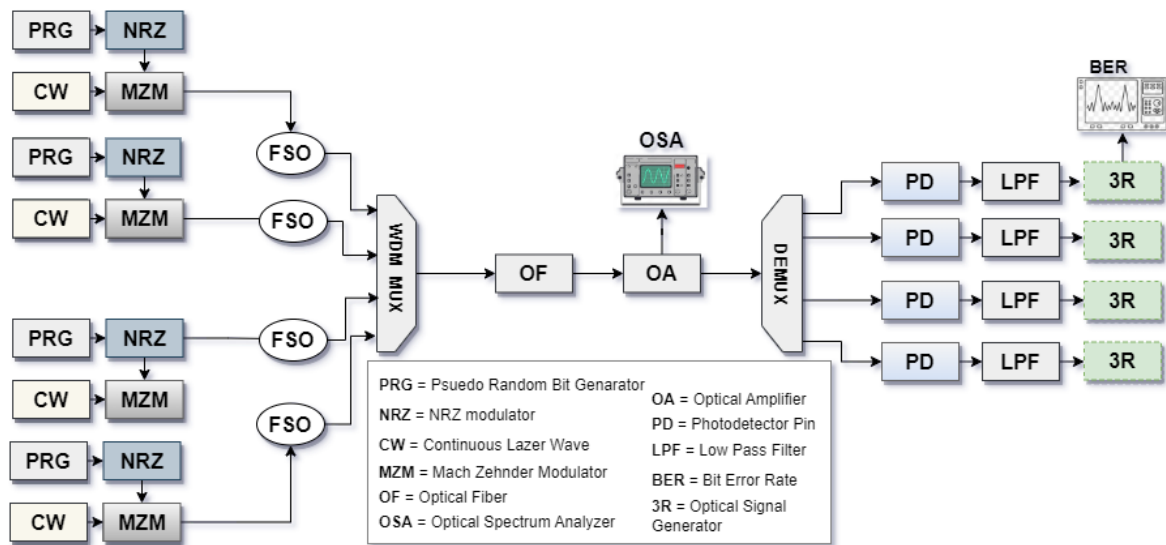 PRG NRZ
CW MZM
FSO
PRG NRZ
CW MZM
FSO
PRG NRZ
FSO
CW MZM
FSO
PRG NRZ
CW MZM
WDM MUX
OF
OSA
OA
DEMUX
BER
PD LPF 3R
PD LPF 3R
PD LPF 3R
PD LPF 3R
PRG = Psuedo Random Bit Genarator
NRZ = NRZ modulator
CW = Continuous Lazer Wave
MZM = Mach Zehnder Modulator
OF = Optical Fiber
OSA = Optical Spectrum Analyzer
OA = Optical Amplifier
PD = Photodetector Pin
LPF = Low Pass Filter
BER = Bit Error Rate
3R = Optical Signal
Generator